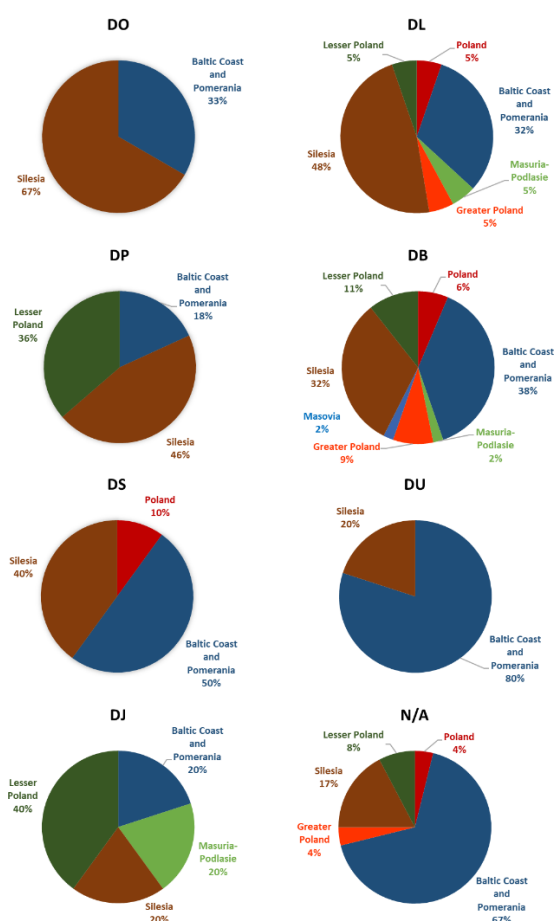 DO
Baltic Coast
and
Pomerania
33%
Silesia
67%
DL
Lesser Poland
5%
Poland
5%
Baltic Coast
and
Pomerania
32%
Masuria-
Podlasie
5%
Greater Poland
5%
Silesia
48%
DP
Baltic Coast
and
Pomerania
18%
Lesser
Poland
36%
Silesia
46%
DB
Lesser Poland
11%
Poland
6%
Baltic Coast
and
Pomerania
38%
Silesia
32%
Masovia
2%
Greater Poland
9%
Masuria-
Podlasie
2%
DS
Poland
10%
Silesia
40%
Baltic Coast
and
Pomerania
50%
DU
Silesia
20%
Baltic Coast
and
Pomerania
80%
DJ
Baltic Coast
and
Pomerania
20%
Lesser
Poland
40%
Masuria-
Podlasie
20%
Silesia
20%
N/A
Lesser Poland
8%
Poland
4%
Silesia
17%
Greater
Poland
4%
Baltic Coast
and
Pomerania
67%